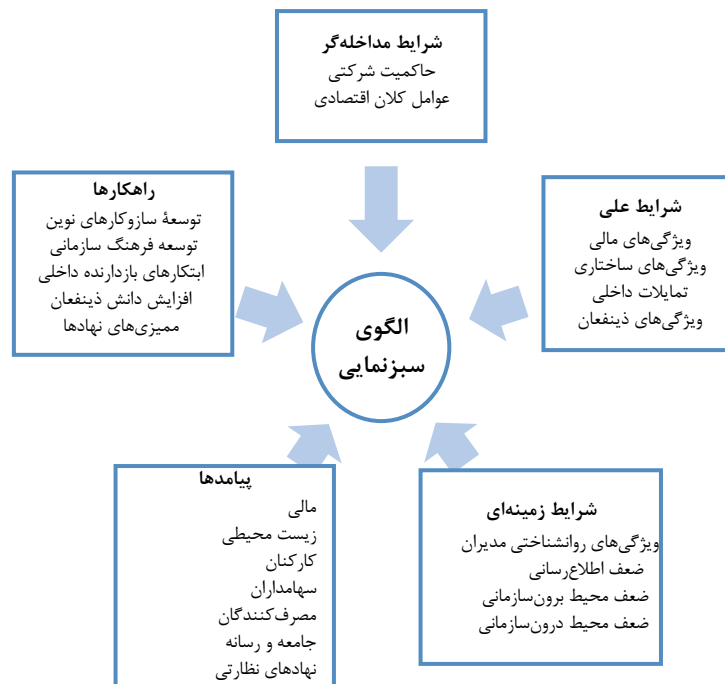 شرایط مداخله‌گر
حاکمیت شرکتی
عوامل کلان اقتصادی
شرایط علی
ویژگی‌های مالی
ویژگی‌های ساختاری
تمایلات داخلی
ویژگی‌های ذینفعان
راهکارها
توسعۀ سازوکارهای نوین
توسعه فرهنگ سازمانی
ابتکارهای بازدارنده داخلی
افزایش دانش ذینفعان
ممیزی‌های نهادها
الگوی
سبزنمایی
شرایط زمینه‌ای
ویژگی‌های روانشناختی مدیران
ضعف اطلاع‌رسانی
ضعف محیط برون‌سازمانی
ضعف محیط درون‌سازمانی
پیامدها
مالی
زیست محیطی
کارکنان
سهامداران
مصرف‌کنندگان
جامعه و رسانه
نهادهای نظارتی